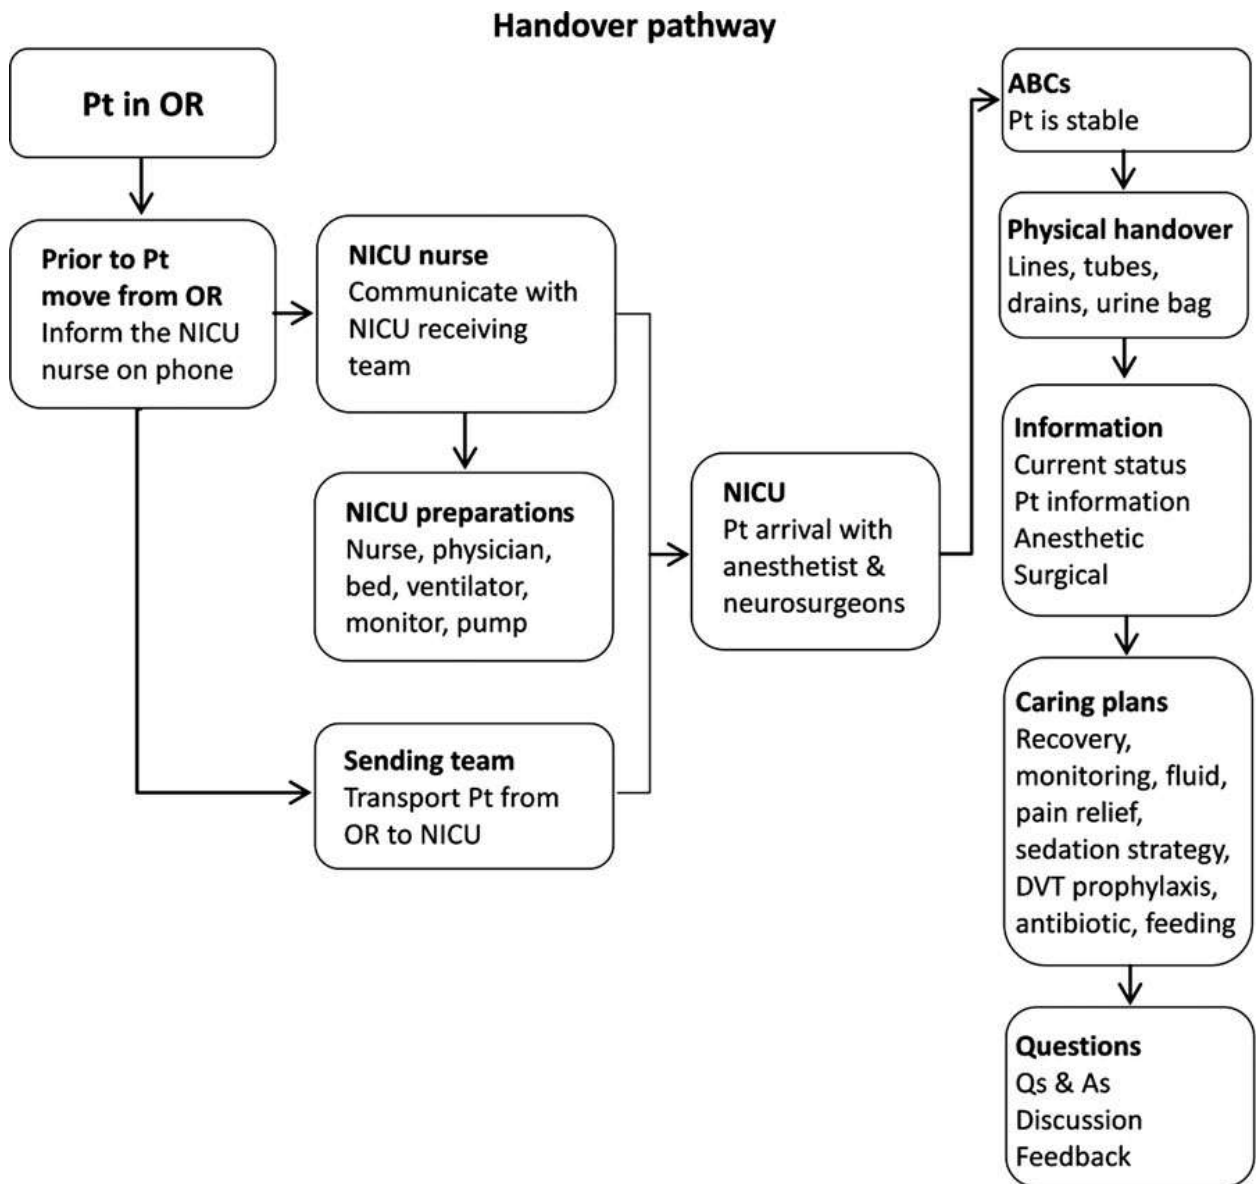 Handover pathway
Pt in OR
Prior to Pt
move from OR
Inform the NICU
nurse on phone
NICU nurse
Communicate with
NICU receiving
team
NICU preparations
Nurse, physician,
bed, ventilator,
monitor, pump
Sending team
Transport Pt from
OR to NICU
NICU
Pt arrival with
anesthetist &
neurosurgeons
ABCs
Pt is stable
Physical handover
Lines, tubes,
drains, urine bag
Information
Current status
Pt information
Anesthetic
Surgical
Caring plans
Recovery,
monitoring, fluid,
pain relief,
sedation strategy,
DVT prophylaxis,
antibiotic, feeding
Questions
Qs & As
Discussion
Feedback